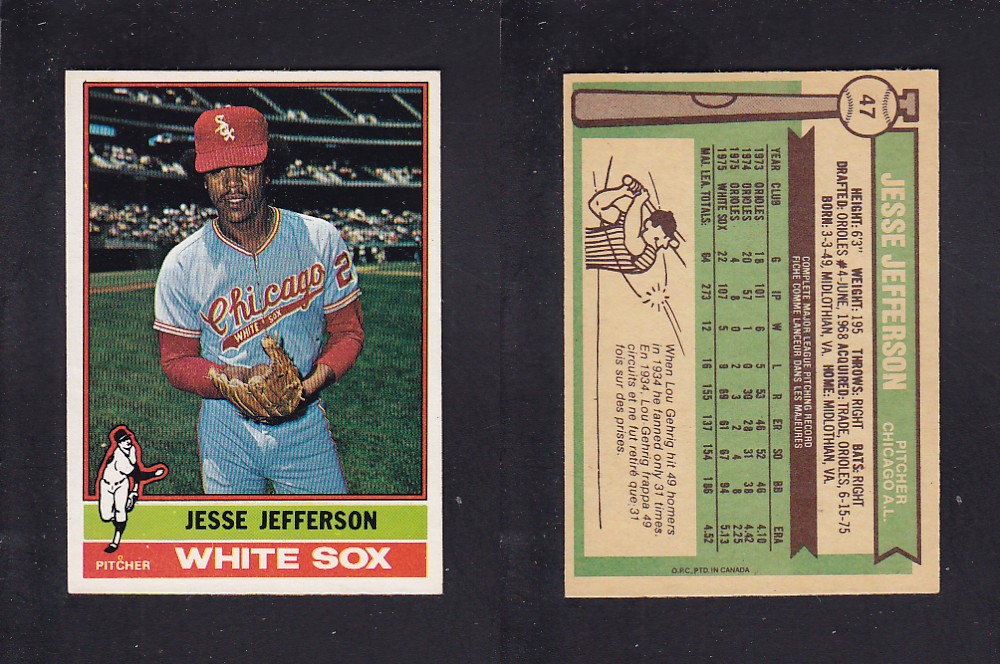 Sox
Chicago
WHITE SOX
2
JESSE JEFFERSON
PITCHER
WHITE SOX
47
JESSE JEFFERSON
PITCHER
CHICAGO A.L.
HEIGHT: 6'3" WEIGHT: 195 THROWS: RIGHT BATS: RIGHT
DRAFTED: ORIOLES #4-JUNE, 1968 ACQUIRED: TRADE, ORIOLES, 6-15-75
BORN: 3-3-49, MIDLOTHIAN, VA. HOME: MIDLOTHIAN, VA.
COMPLETE MAJOR LEAGUE PITCHING RECORD
FICHE COMME LANCEUR DANS LES MAJEURES
YEAR CLUB G IP W L R ER SO BB ERA
1973 ORIOLES 18 101 6 5 53 46 52 46 4.10
1974 ORIOLES 20 57 1 0 30 28 31 38 4.42
1975 ORIOLES 4 8 0 2 3 2 4 8 2.25
1975 WHITE SOX 22 107 5 9 69 61 67 94 5.13
MAJ. LEA. TOTALS: 64 273 12 16 155 137 154 186 4.52
When Lou Gehrig hit 49 homers
in 1934 he fanned only 31 times.
En 1934, Lou Gehrig frappa 49
circuits et ne fut retiré que 31
fois sur des prises.
O.P.C. PTD. IN CANADA